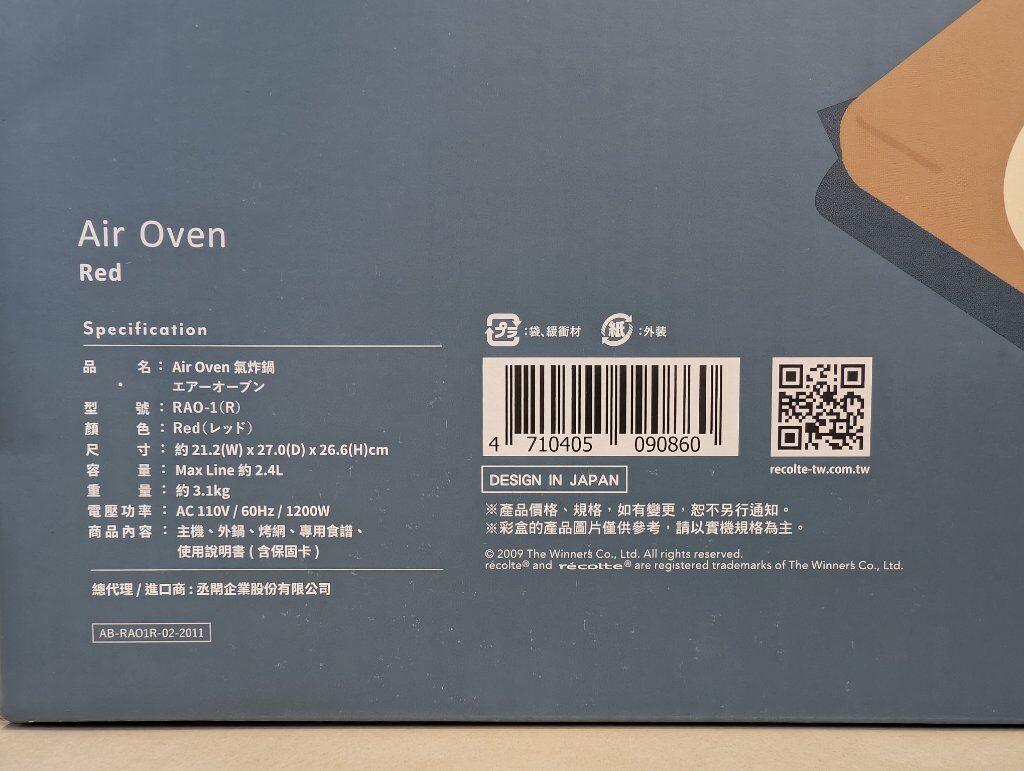 Air Oven
Red
Specification
品 名：Air Oven 氣炸鍋
エアーオーブン
型 號：RAO-1(R)
顏 色：Red(レッド)
尺 寸：約 21.2(W) x 27.0(D) x 26.6(H)cm
容 量：Max Line 約 2.4L
重 量：約 3.1kg
電壓功率：AC 110V / 60Hz / 1200W
商品內容：主機、外鍋、烤網、專用食譜、
使用說明書 ( 含保固卡 )
總代理 / 進口商 : 丞閈企業股份有限公司
AB-RAO1R-02-2011
プラ :袋、緩衝材 紙 :外装
4 710405 090860
recolte-tw.com.tw
DESIGN IN JAPAN
※產品價格、規格，如有變更，恕不另行通知。
※彩盒的產品圖片僅供參考，請以實機規格為主。
© 2009 The Winner's Co., Ltd. All rights reserved.
récolte® and récolte® are registered trademarks of The Winner's Co., Ltd.